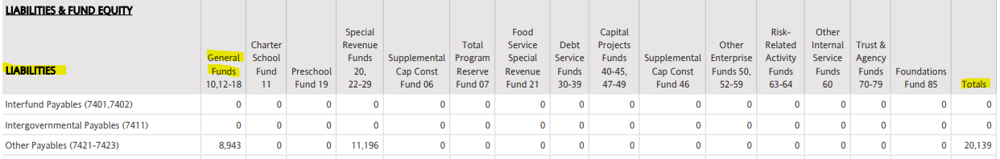 LIABILITIES & FUND EQUITY
LIABILITIES
General Funds 10,12-18
Charter School Fund 11
Preschool Fund 19
Special Revenue Funds 20, 22-29
Supplemental Cap Const Fund 06
Total Program Reserve Fund 07
Food Service Special Revenue Fund 21
Debt Service Funds 30-39
Capital Projects Funds 40-45, 47-49
Supplemental Cap Const Fund 46
Other Enterprise Funds 50, 52-59
Risk-Related Activity Funds 63-64
Other Internal Service Funds 60
Trust & Agency Funds 70-79
Foundations Fund 85
Totals
Interfund Payables (7401,7402) 0 0 0 0 0 0 0 0 0 0 0 0 0 0 0 0
Intergovernmental Payables (7411) 0 0 0 0 0 0 0 0 0 0 0 0 0 0 0 0
Other Payables (7421-7423) 8,943 0 0 11,196 0 0 0 0 0 0 0 0 0 0 0 20,139